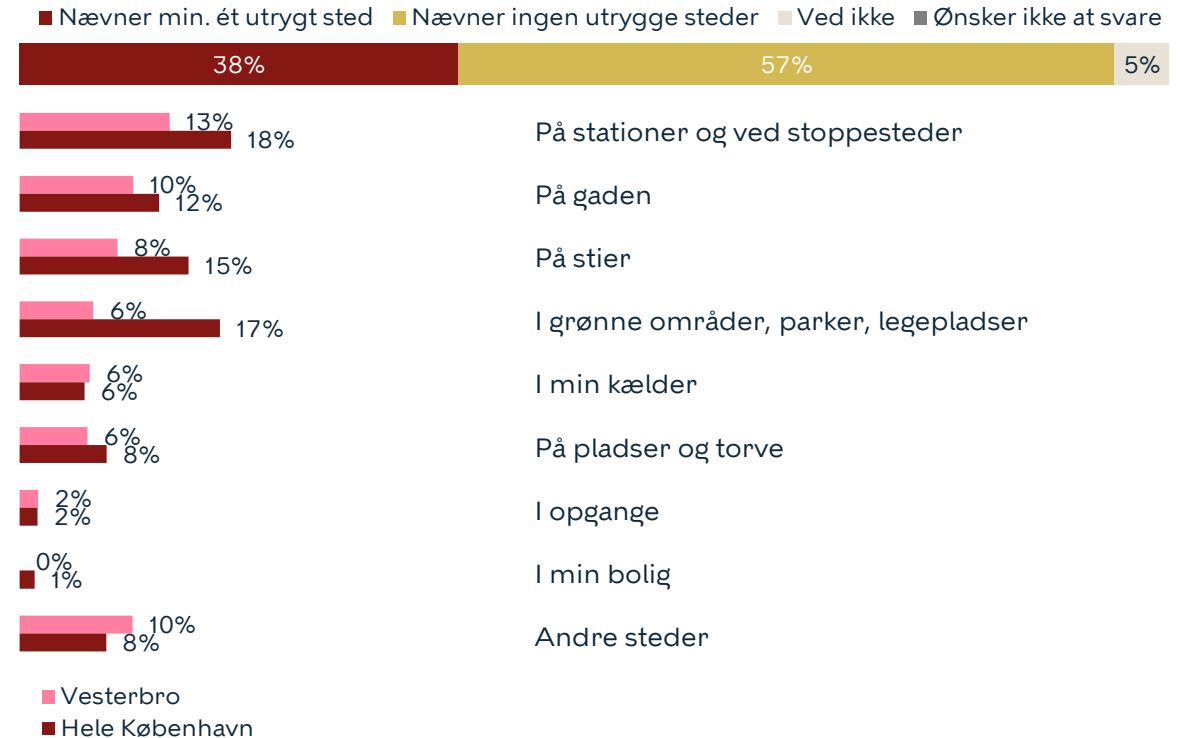 Nævner min. ét utrygt sted Nævner ingen utrygge steder Ved ikke Ønsker ikke at svare
38% 57% 5%
13%
18%
På stationer og ved stoppesteder
10%
12%
På gaden
8%
15%
På stier
6%
17%
I grønne områder, parker, legepladser
6%
6%
I min kælder
6%
8%
På pladser og torve
2%
2%
I opgange
0%
1%
I min bolig
10%
8%
Andre steder
Vesterbro
Hele København